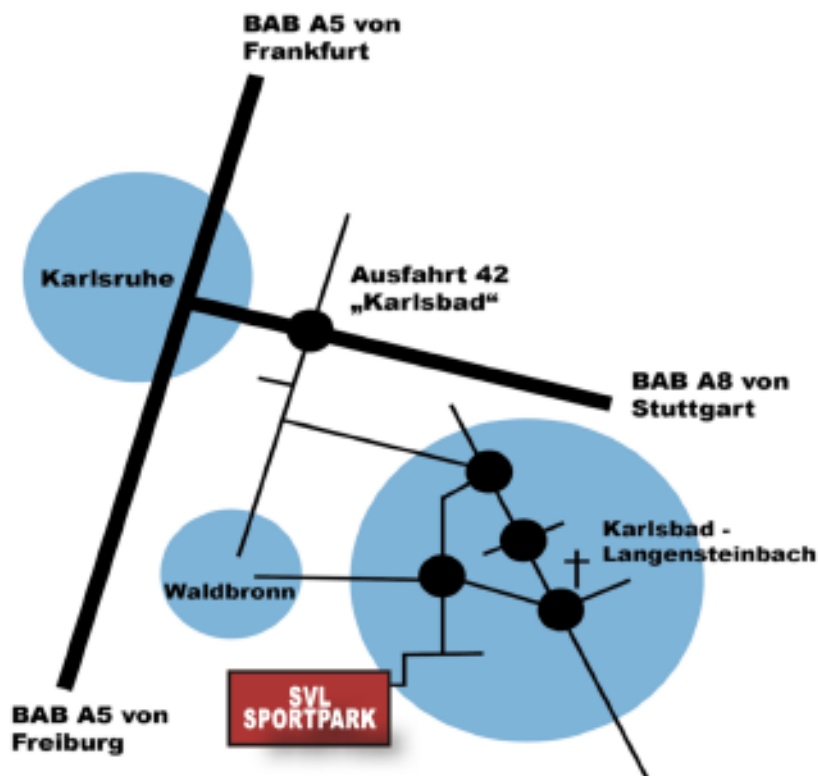 BAB A5 von
Frankfurt
Karlsruhe
Ausfahrt 42
„Karlsbad“
BAB A8 von
Stuttgart
Karlsbad -
Langensteinbach
Waldbronn
SVL
SPORTPARK
BAB A5 von
Freiburg